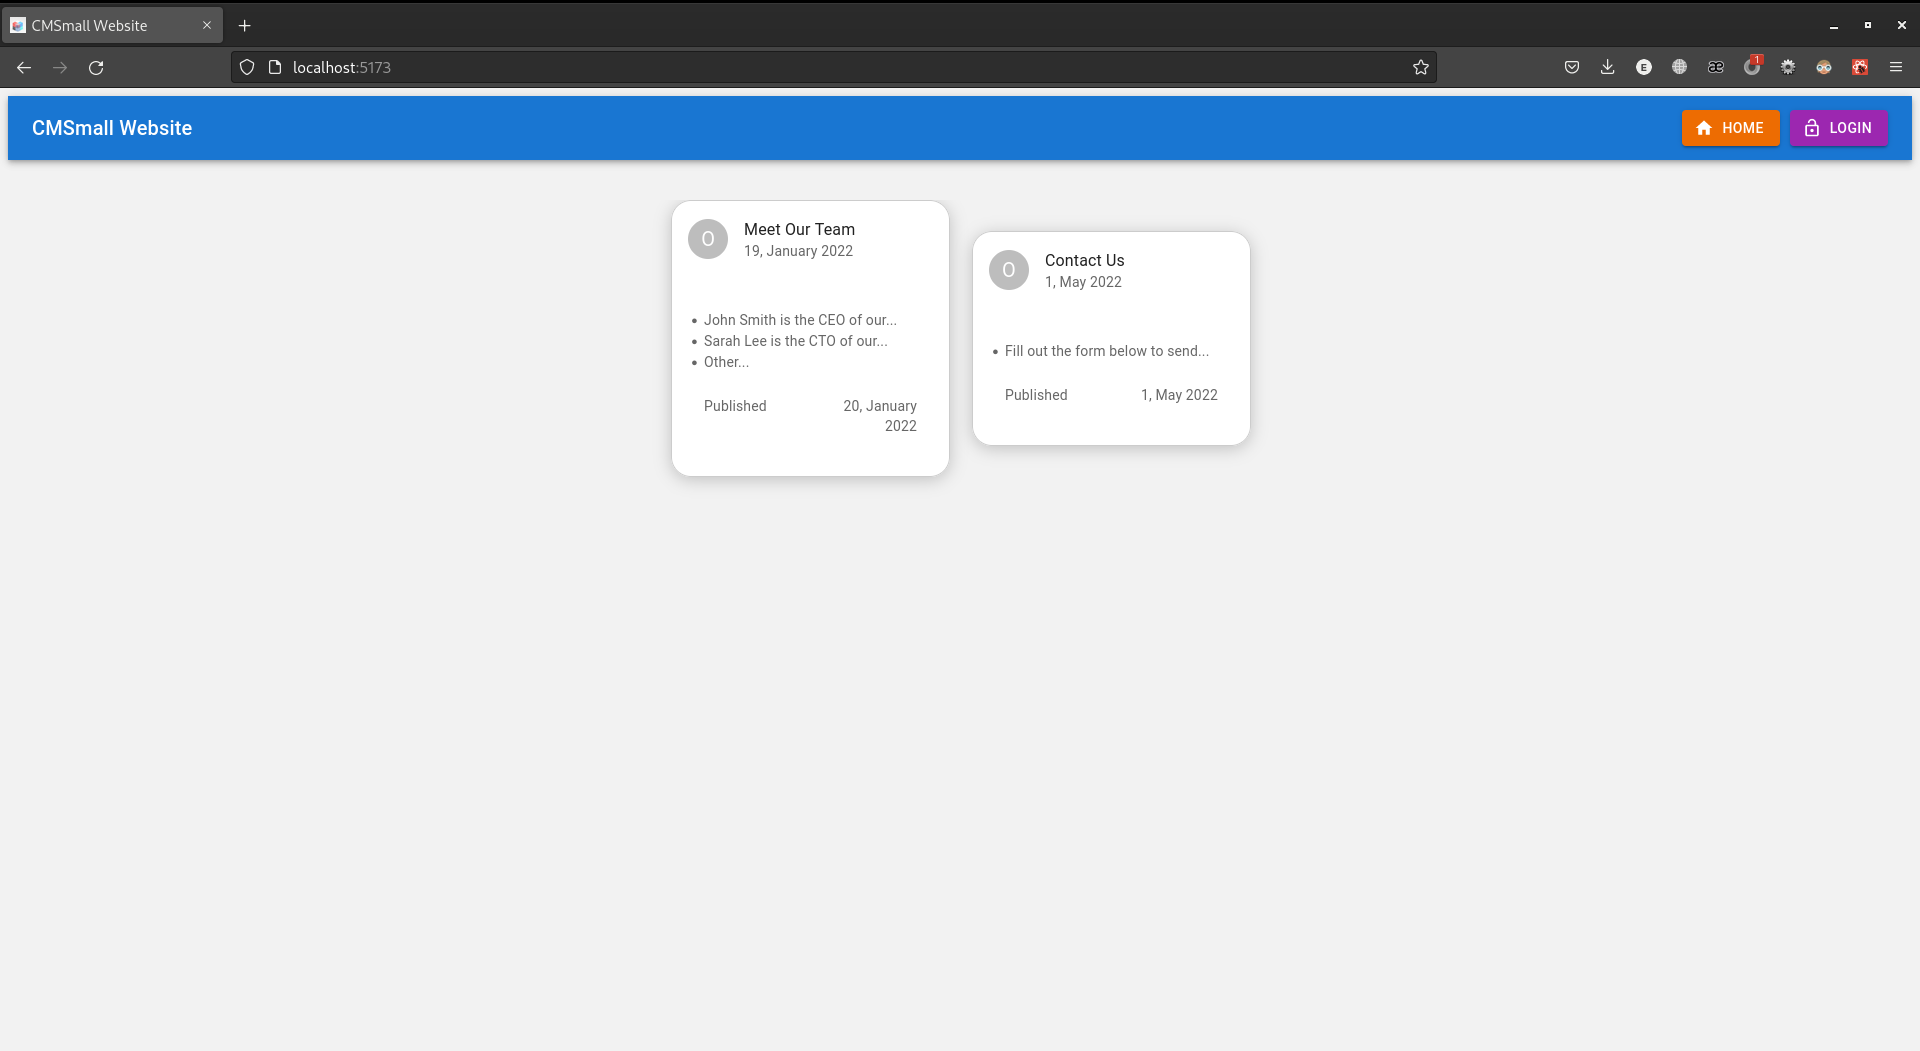 CMSmall Website
localhost:5173
E
æ
1
CMSmall Website
HOME
LOGIN
O
Meet Our Team
19, January 2022
• John Smith is the CEO of our...
• Sarah Lee is the CTO of our...
• Other...
Published
20, January
2022
O
Contact Us
1, May 2022
• Fill out the form below to send...
Published
1, May 2022